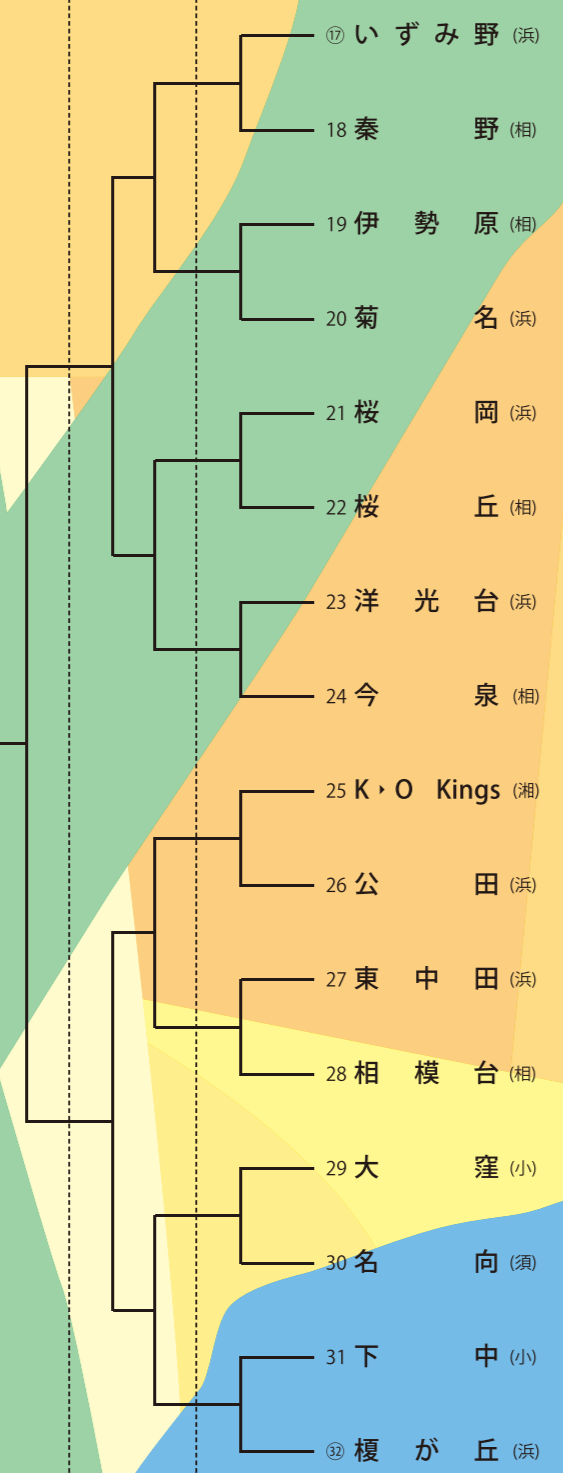 ⑰ いずみ野 (浜)
18 秦野 (相)
19 伊勢原 (相)
20 菊名 (浜)
21 桜岡 (浜)
22 桜丘 (相)
23 洋光台 (浜)
24 今泉 (相)
25 K▸O Kings (湘)
26 公田 (浜)
27 東中田 (浜)
28 相模台 (相)
29 大窪 (小)
30 名向 (須)
31 下中 (小)
㉜ 榎が丘 (浜)